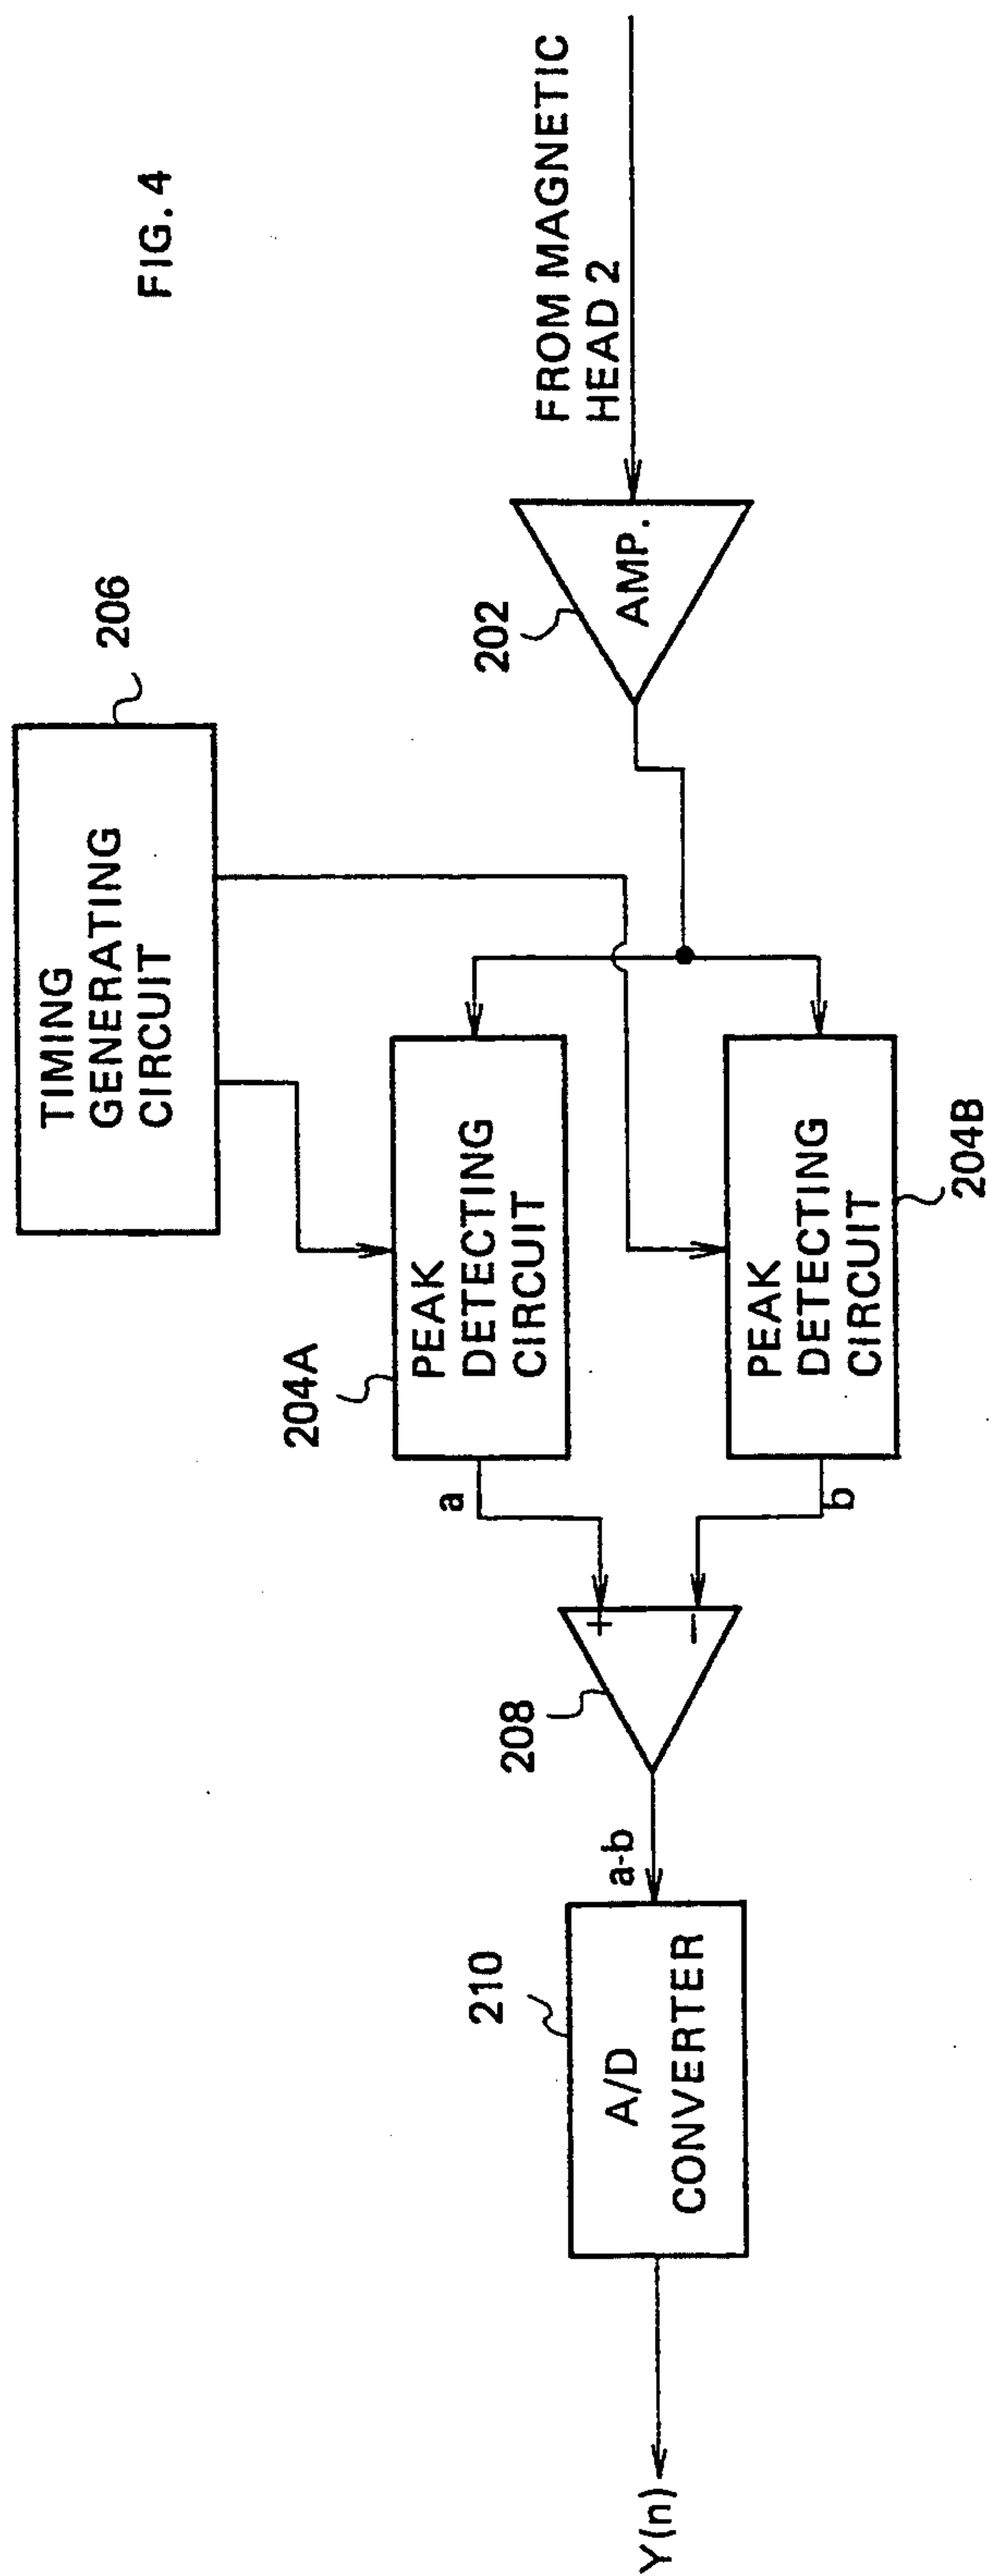 FIG. 4
TIMING
GENERATING
CIRCUIT
206
FROM MAGNETIC
HEAD 2
AMP.
202
204A
PEAK
DETECTING
CIRCUIT
PEAK
DETECTING
CIRCUIT
204B
a
b
+
−
208
a-b
210
A/D
CONVERTER
Y(n)